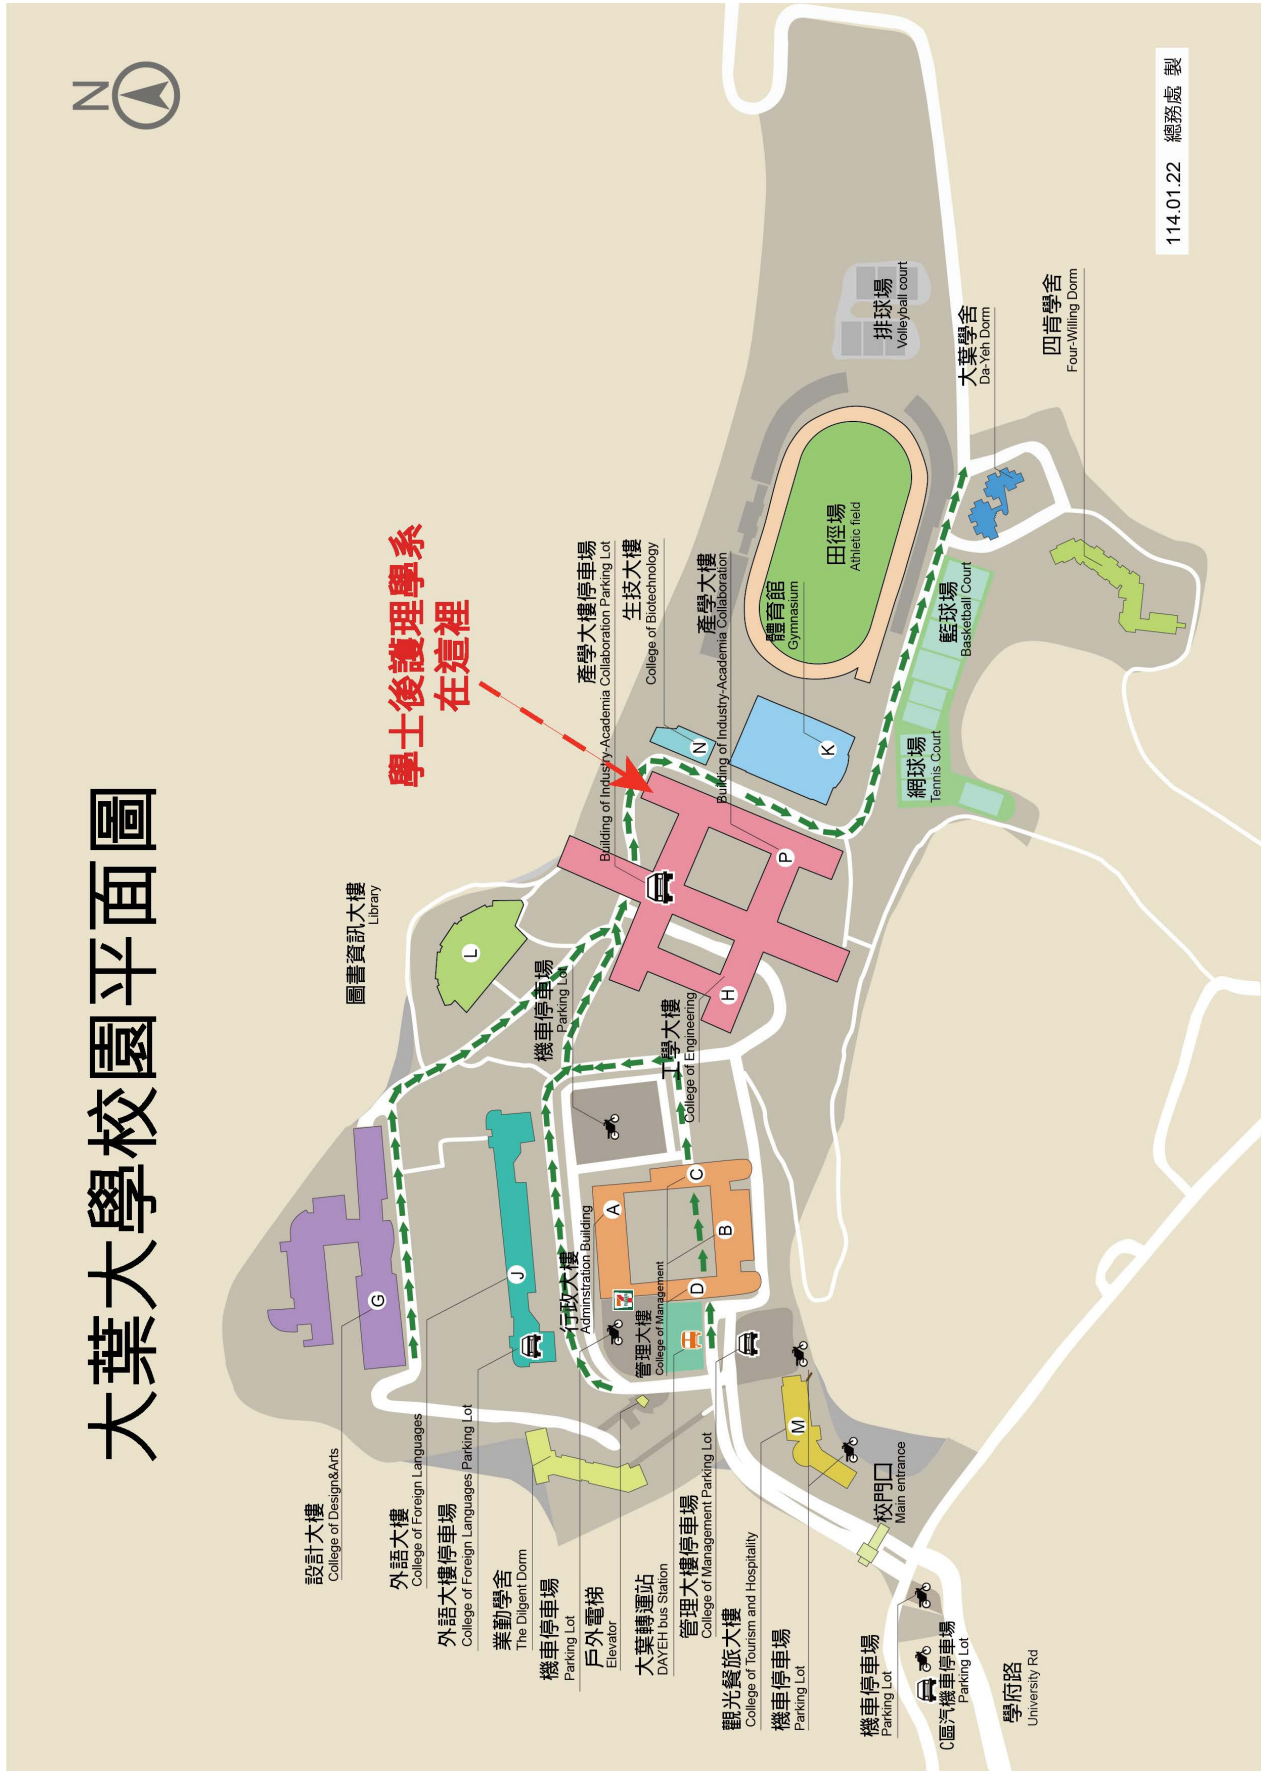 大葉大學校園平面圖
N
114.01.22 總務處 製
學士後護理學系
在這裡
圖書資訊大樓
Library
設計大樓
College of Design&Arts
外語大樓
College of Foreign Languages
外語大樓停車場
College of Foreign Languages Parking Lot
業勤學舍
The Dilgent Dorm
機車停車場
Parking Lot
戶外電梯
Elevator
大葉轉運站
DAYEH bus Station
管理大樓停車場
College of Management Parking Lot
觀光餐旅大樓
College of Tourism and Hospitality
機車停車場
Parking Lot
機車停車場
Parking Lot
C區汽機車停車場
Parking Lot
學府路
University Rd
校門口
Main entrance
行政大樓
Adminstration Building
管理大樓
College of Management
機車停車場
Parking Lot
工學大樓
College of Engineering
產學大樓停車場
Building of Industry-Academia Collaboration Parking Lot
生技大樓
College of Biotechnology
產學大樓
Building of Industry-Academia Collaboration
體育館
Gymnasium
田徑場
Athletic field
排球場
Volleyball court
籃球場
Basketball Court
網球場
Tennis Court
大葉學舍
Da-Yeh Dorm
四肯學舍
Four-Willing Dorm
G
J
L
A
B
C
D
7
M
H
P
N
K